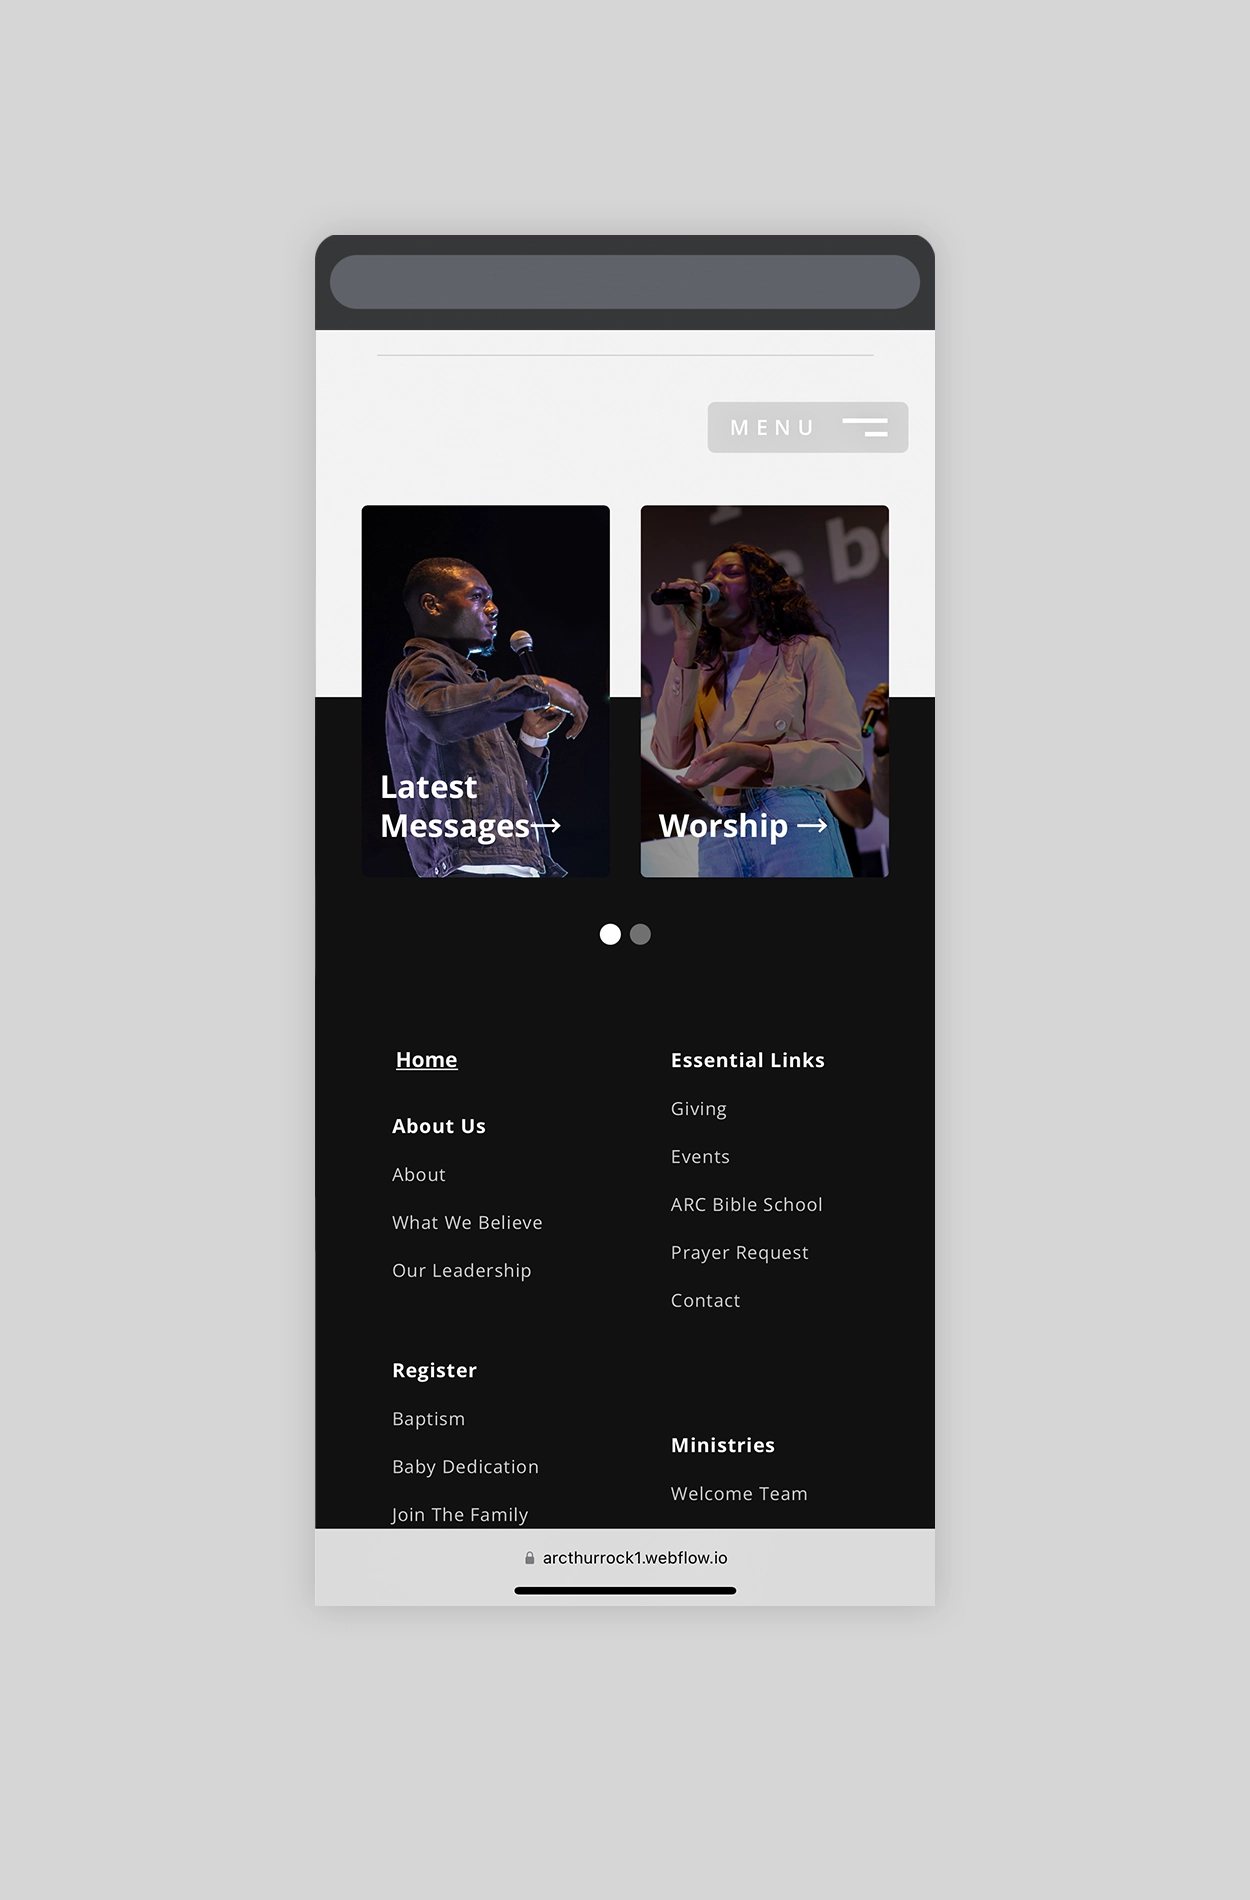 MENU
be
Latest
Messages→
Worship →
Home
About Us
About
What We Believe
Our Leadership
Register
Baptism
Baby Dedication
Join The Family
Essential Links
Giving
Events
ARC Bible School
Prayer Request
Contact
Ministries
Welcome Team
arcthurrock1.webflow.io